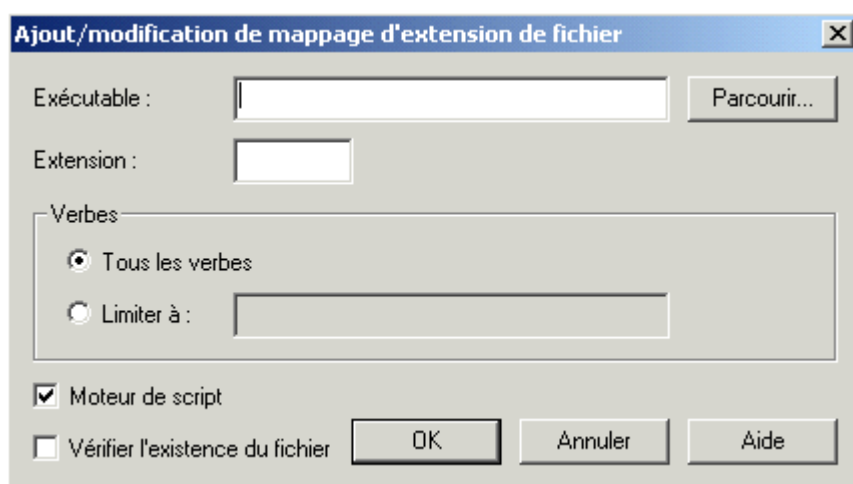 Ajout/modification de mappage d'extension de fichier
Exécutable :
Parcourir...
Extension :
Verbes
Tous les verbes
Limiter à :
Moteur de script
Vérifier l'existence du fichier
OK
Annuler
Aide